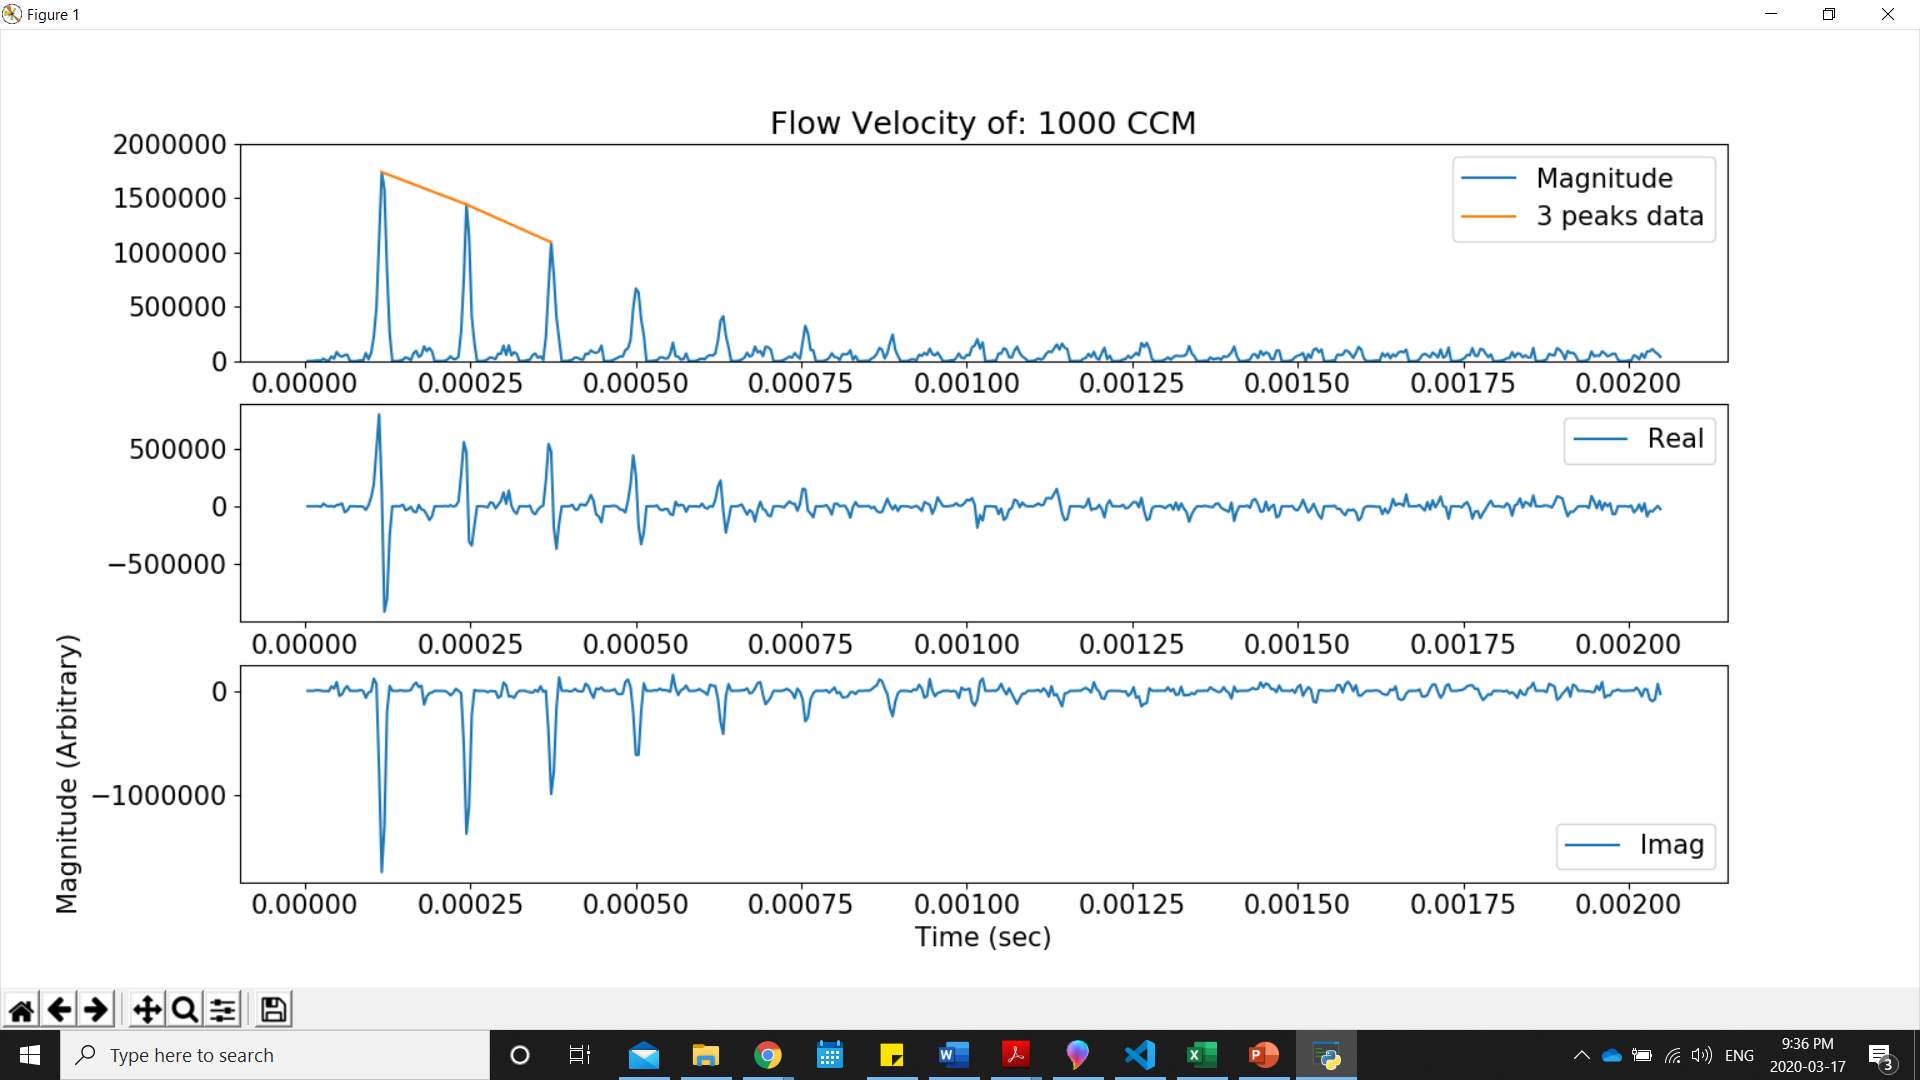 Figure 1
Flow Velocity of: 1000 CCM
2000000
1500000
1000000
500000
0
Magnitude
3 peaks data
0.00000 0.00025 0.00050 0.00075 0.00100 0.00125 0.00150 0.00175 0.00200
500000
0
−500000
Real
0.00000 0.00025 0.00050 0.00075 0.00100 0.00125 0.00150 0.00175 0.00200
0
−1000000
Imag
Magnitude (Arbitrary)
0.00000 0.00025 0.00050 0.00075 0.00100 0.00125 0.00150 0.00175 0.00200
Time (sec)
Type here to search
ENG
9:36 PM
2020-03-17
3